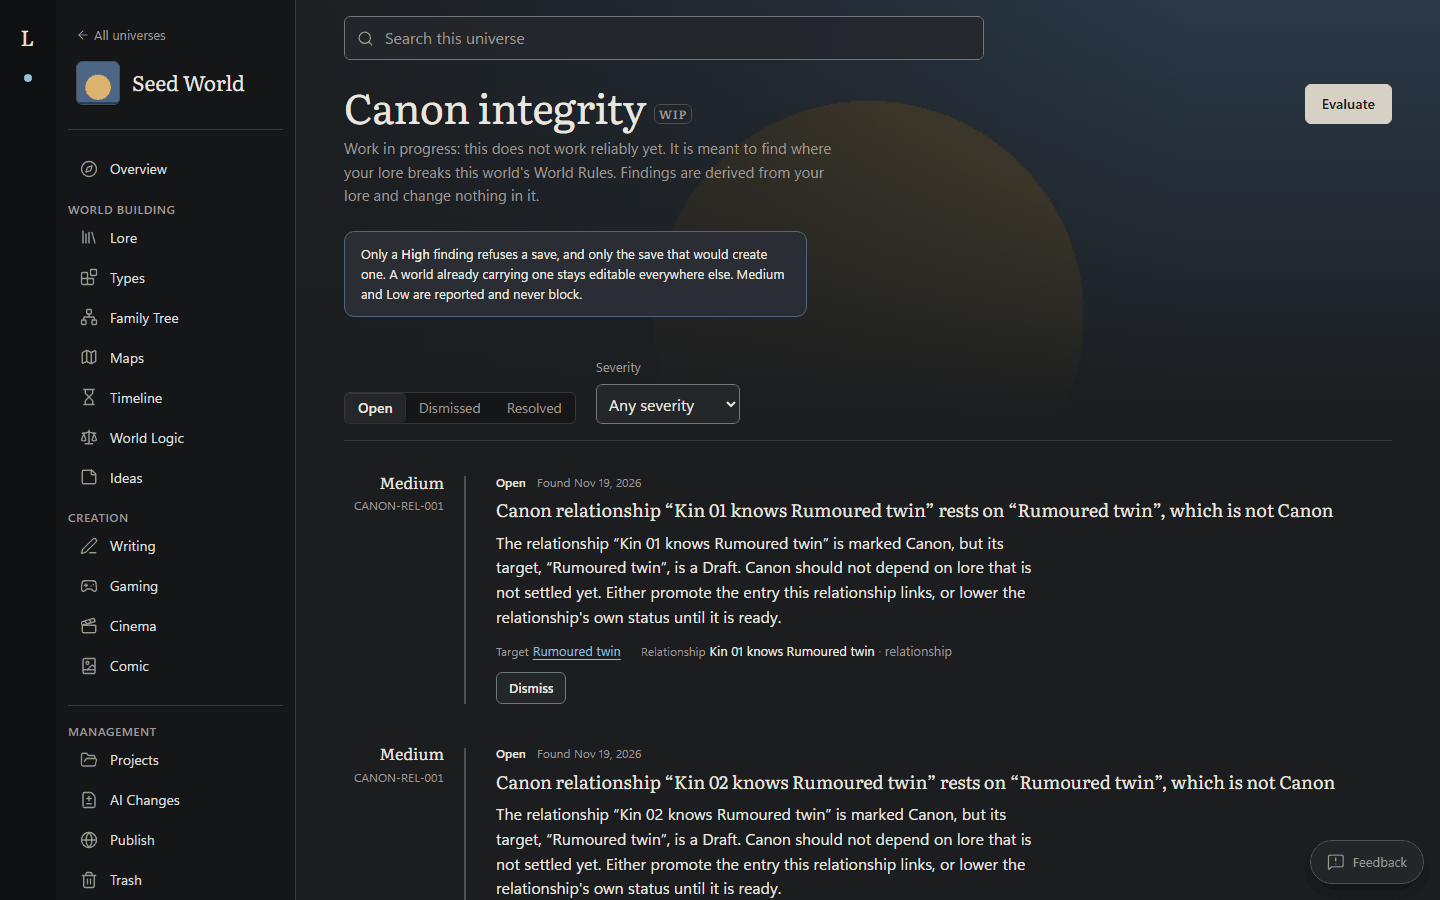 L
All universes
Seed World
Overview
WORLD BUILDING
Lore
Types
Family Tree
Maps
Timeline
World Logic
Ideas
CREATION
Writing
Gaming
Cinema
Comic
MANAGEMENT
Projects
AI Changes
Publish
Trash
Search this universe
Canon integrity WIP
Evaluate
Work in progress: this does not work reliably yet. It is meant to find where
your lore breaks this world's World Rules. Findings are derived from your
lore and change nothing in it.
Only a High finding refuses a save, and only the save that would create
one. A world already carrying one stays editable everywhere else. Medium
and Low are reported and never block.
Severity
Open Dismissed Resolved Any severity
Medium
CANON-REL-001
Open Found Nov 19, 2026
Canon relationship “Kin 01 knows Rumoured twin” rests on “Rumoured twin”, which is not Canon
The relationship “Kin 01 knows Rumoured twin” is marked Canon, but its
target, “Rumoured twin”, is a Draft. Canon should not depend on lore that is
not settled yet. Either promote the entry this relationship links, or lower the
relationship's own status until it is ready.
Target Rumoured twin Relationship Kin 01 knows Rumoured twin · relationship
Dismiss
Medium
CANON-REL-001
Open Found Nov 19, 2026
Canon relationship “Kin 02 knows Rumoured twin” rests on “Rumoured twin”, which is not Canon
The relationship “Kin 02 knows Rumoured twin” is marked Canon, but its
target, “Rumoured twin”, is a Draft. Canon should not depend on lore that is
not settled yet. Either promote the entry this relationship links, or lower the
relationship's own status until it is ready.
Feedback